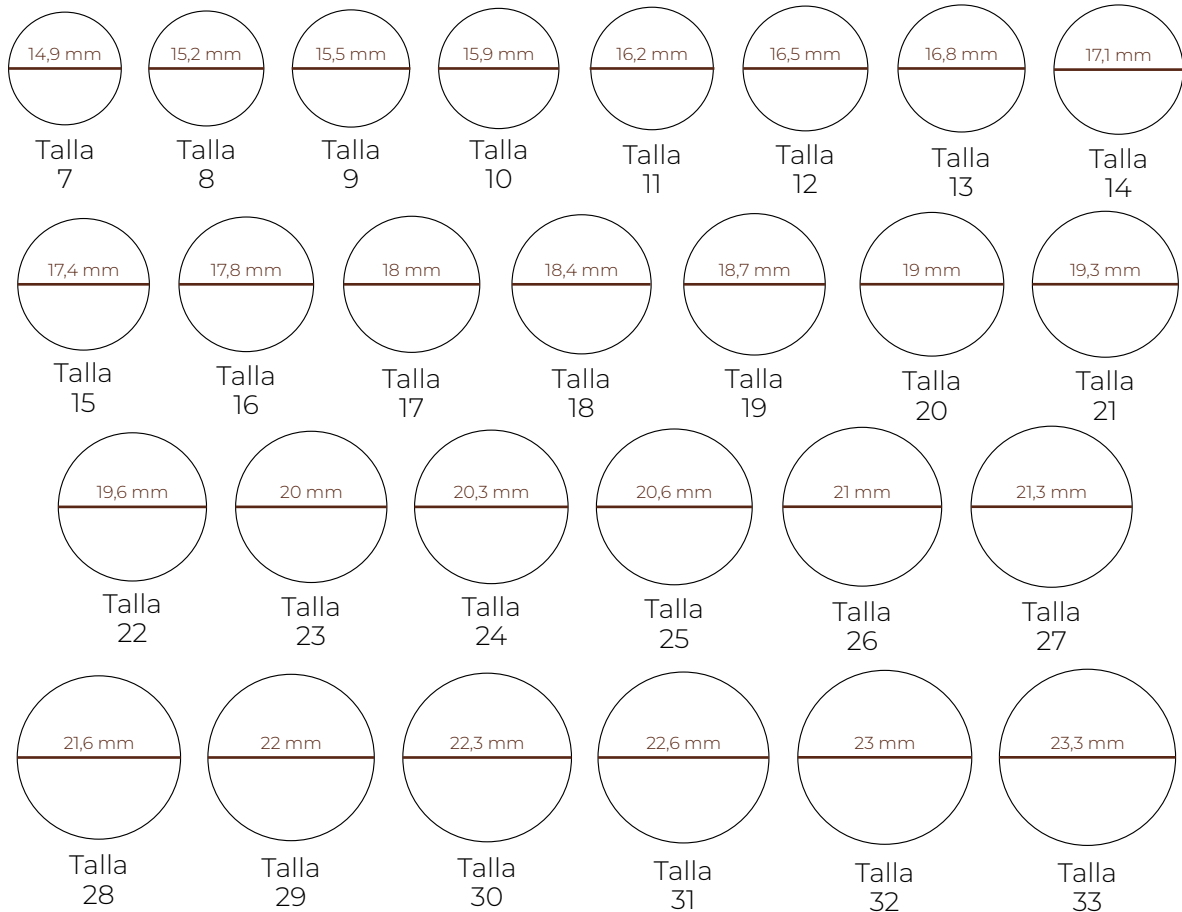 14,9 mm
15,2 mm
15,5 mm
15,9 mm
16,2 mm
16,5 mm
16,8 mm
17,1 mm
Talla
7
Talla
8
Talla
9
Talla
10
Talla
11
Talla
12
Talla
13
Talla
14
17,4 mm
17,8 mm
18 mm
18,4 mm
18,7 mm
19 mm
19,3 mm
Talla
15
Talla
16
Talla
17
Talla
18
Talla
19
Talla
20
Talla
21
19,6 mm
20 mm
20,3 mm
20,6 mm
21 mm
21,3 mm
Talla
22
Talla
23
Talla
24
Talla
25
Talla
26
Talla
27
21,6 mm
22 mm
22,3 mm
22,6 mm
23 mm
23,3 mm
Talla
28
Talla
29
Talla
30
Talla
31
Talla
32
Talla
33